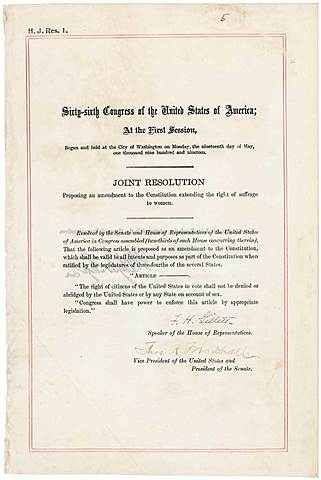 5
H. J. Res. 1.
Sixty-sixth Congress of the United States of America;
At the First Session,
Begun and held at the City of Washington on Monday, the nineteenth day of May,
one thousand nine hundred and nineteen.
JOINT RESOLUTION
Proposing an amendment to the Constitution extending the right of suffrage
to women.
Resolved by the Senate and House of Representatives of the United States
of America in Congress assembled (two-thirds of each House concurring therein),
That the following article is proposed as an amendment to the Constitution,
which shall be valid to all intents and purposes as part of the Constitution when
ratified by the legislatures of three-fourths of the several States.
"ARTICLE ————.
"The right of citizens of the United States to vote shall not be denied or
abridged by the United States or by any State on account of sex.
"Congress shall have power to enforce this article by appropriate
legislation."
F. H. Gillett
Speaker of the House of Representatives.
Thos. R. Marshall
Vice President of the United States and
President of the Senate.